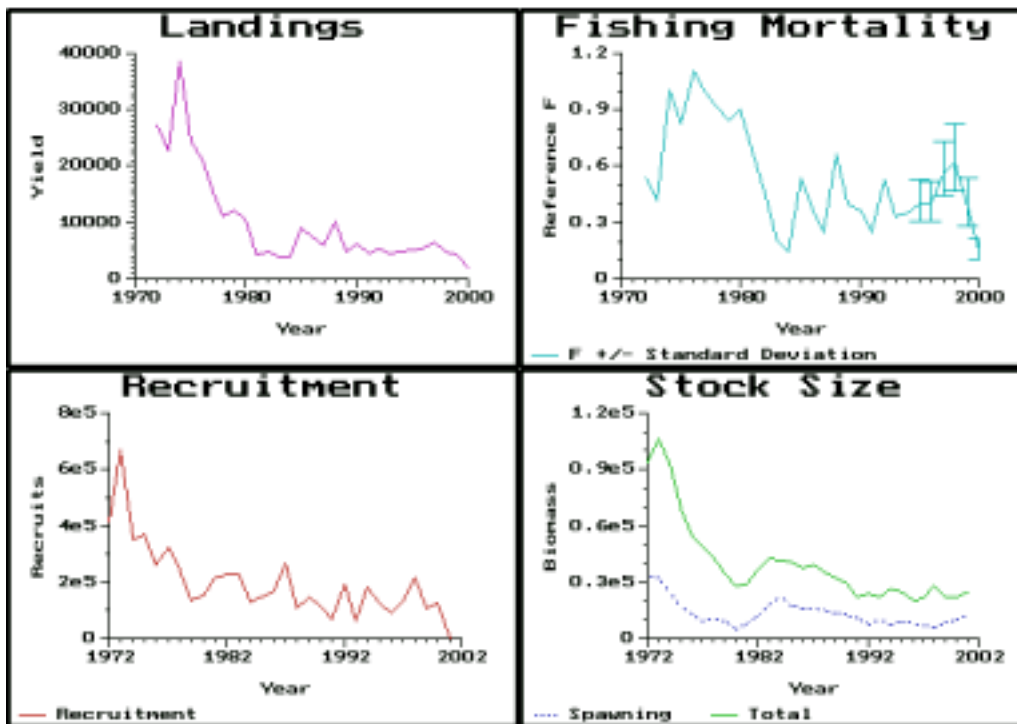 Landings
40000
30000
20000
10000
0
Yield
1970 1980 1990 2000
Year
Fishing Mortality
1.2
0.9
0.6
0.3
0
Reference F
1970 1980 1990 2000
Year
F +/- Standard Deviation
Recruitment
8e5
6e5
4e5
2e5
0
Recruits
1972 1982 1992 2002
Year
Recruitment
Stock Size
1.2e5
0.9e5
0.6e5
0.3e5
0
Biomass
1972 1982 1992 2002
Year
Spawning Total